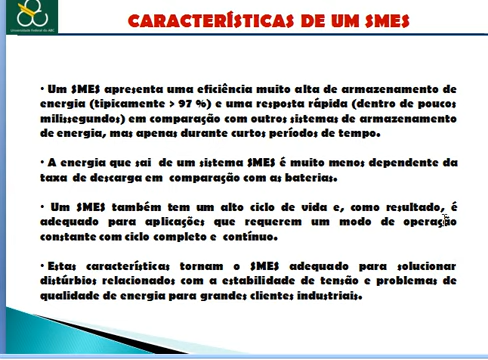 CARACTERÍSTICAS DE UM SMES
Universidade Federal do ABC
• Um SMES apresenta uma eficiência muito alta de armazenamento de
energia (tipicamente > 97 %) e uma resposta rápida (dentro de poucos
milissegundos) em comparação com outros sistemas de armazenamento
de energia, mas apenas durante curtos períodos de tempo.
• A energia que sai de um sistema SMES é muito menos dependente da
taxa de descarga em comparação com as baterias.
• Um SMES também tem um alto ciclo de vida e, como resultado, é
adequado para aplicações que requerem um modo de operação
constante com ciclo completo e contínuo.
• Estas características tornam o SMES adequado para solucionar
distúrbios relacionados com a estabilidade de tensão e problemas de
qualidade de energia para grandes clientes industriais.